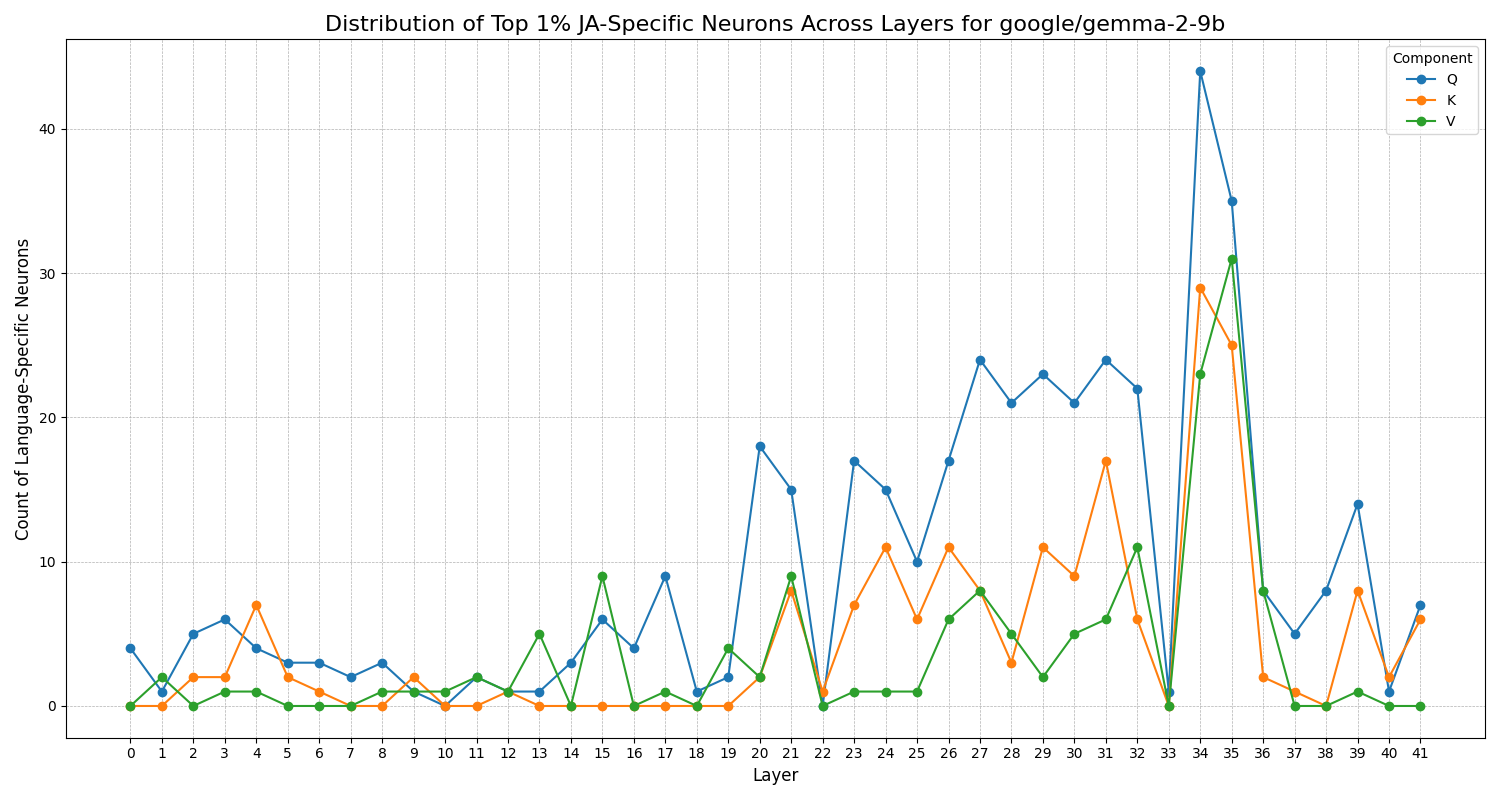 Distribution of Top 1% JA-Specific Neurons Across Layers for google/gemma-2-9b
Component
Q
K
V
Count of Language-Specific Neurons
40
30
20
10
0
0 1 2 3 4 5 6 7 8 9 10 11 12 13 14 15 16 17 18 19 20 21 22 23 24 25 26 27 28 29 30 31 32 33 34 35 36 37 38 39 40 41
Layer